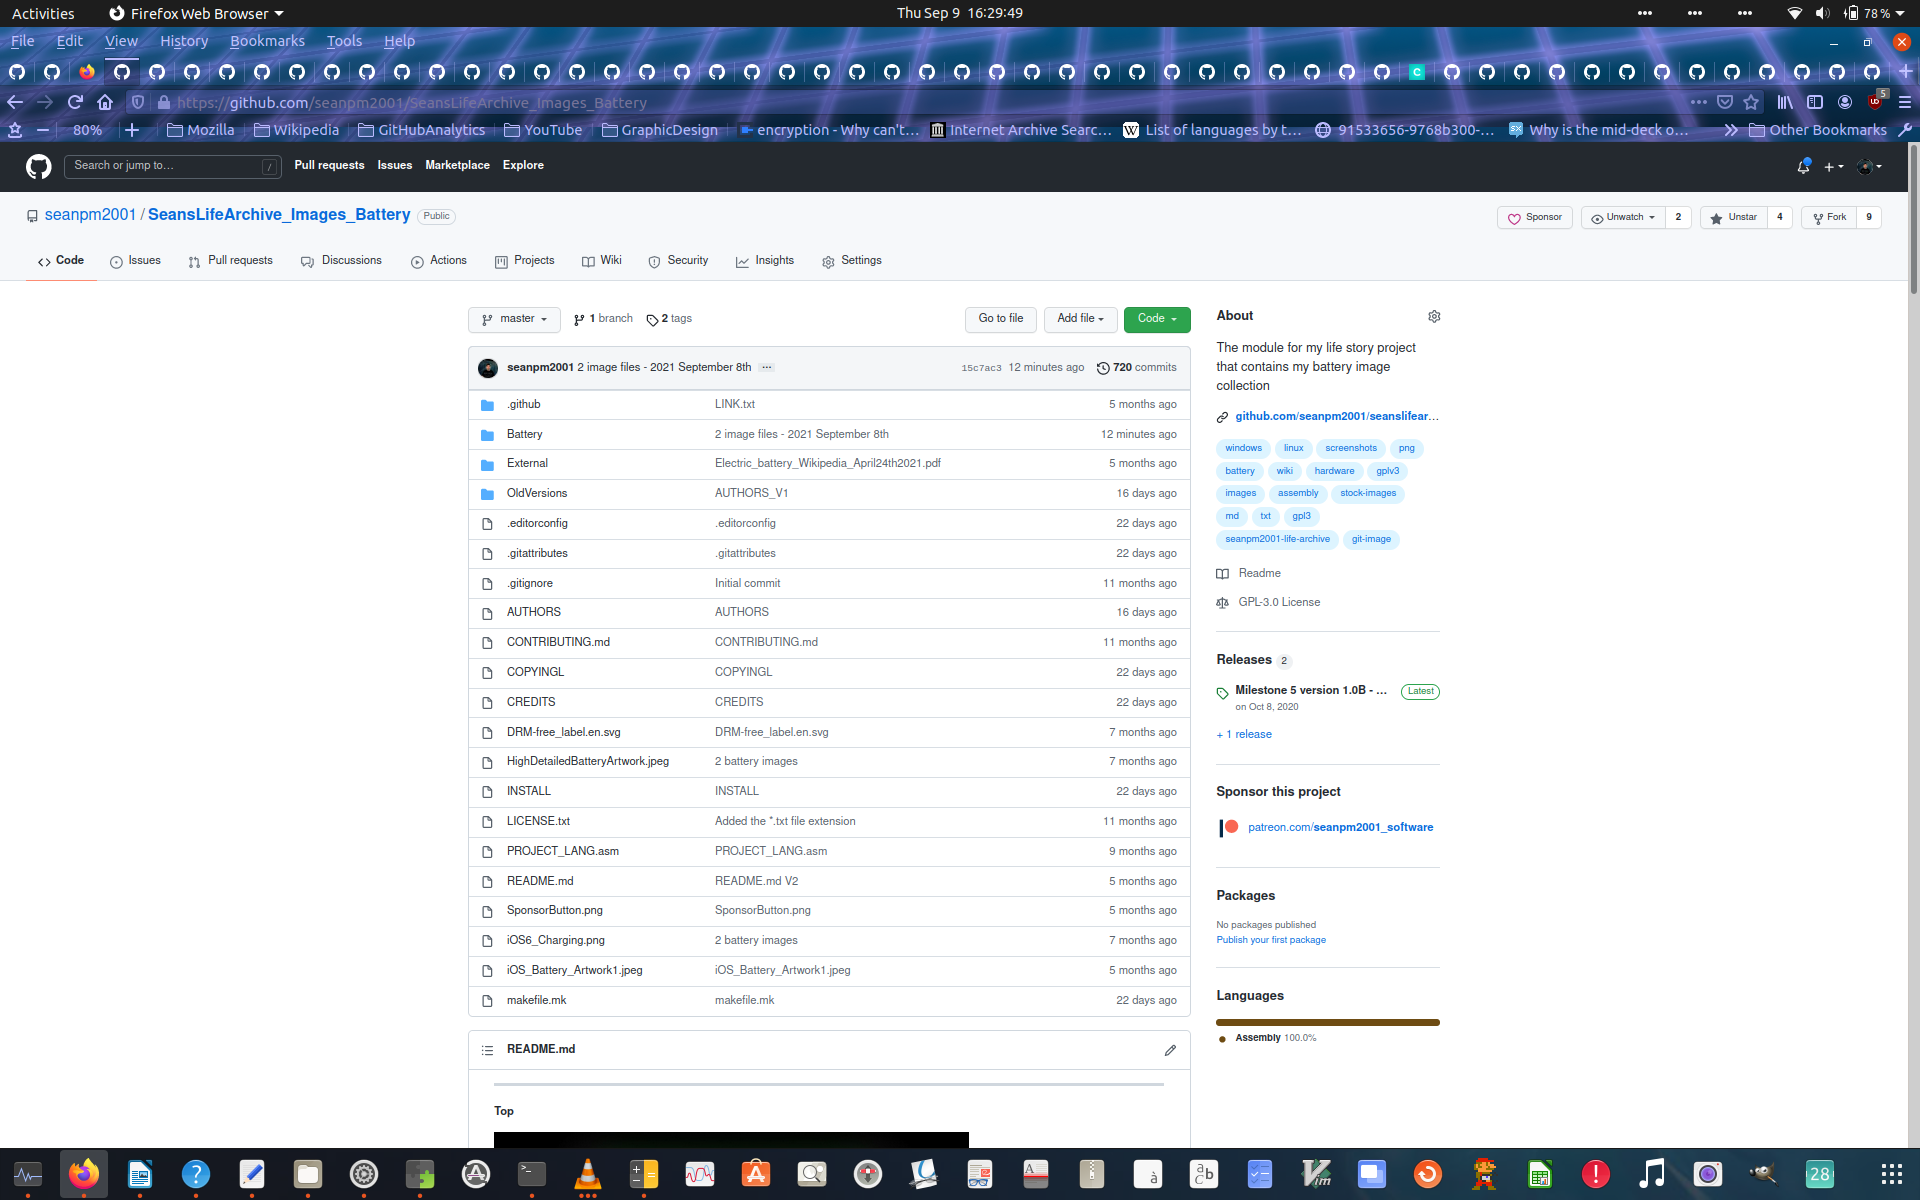 Activities Firefox Web Browser Thu Sep 9 16:29:49 78 %
File Edit View History Bookmarks Tools Help
https://github.com/seanpm2001/SeansLifeArchive_Images_Battery 5
80% Mozilla Wikipedia GitHubAnalytics YouTube GraphicDesign encryption - Why can't… Internet Archive Searc… List of languages by t… 91533656-9768b300-… Why is the mid-deck o… Other Bookmarks
Search or jump to… / Pull requests Issues Marketplace Explore
seanpm2001 / SeansLifeArchive_Images_Battery Public Sponsor Unwatch 2 Unstar 4 Fork 9
Code Issues Pull requests Discussions Actions Projects Wiki Security Insights Settings
master 1 branch 2 tags Go to file Add file Code
seanpm2001 2 image files - 2021 September 8th … 15c7ac3 12 minutes ago 720 commits
.github LINK.txt 5 months ago
Battery 2 image files - 2021 September 8th 12 minutes ago
External Electric_battery_Wikipedia_April24th2021.pdf 5 months ago
OldVersions AUTHORS_V1 16 days ago
.editorconfig .editorconfig 22 days ago
.gitattributes .gitattributes 22 days ago
.gitignore Initial commit 11 months ago
AUTHORS AUTHORS 16 days ago
CONTRIBUTING.md CONTRIBUTING.md 11 months ago
COPYINGL COPYINGL 22 days ago
CREDITS CREDITS 22 days ago
DRM-free_label.en.svg DRM-free_label.en.svg 7 months ago
HighDetailedBatteryArtwork.jpeg 2 battery images 7 months ago
INSTALL INSTALL 22 days ago
LICENSE.txt Added the *.txt file extension 11 months ago
PROJECT_LANG.asm PROJECT_LANG.asm 9 months ago
README.md README.md V2 5 months ago
SponsorButton.png SponsorButton.png 5 months ago
iOS6_Charging.png 2 battery images 7 months ago
iOS_Battery_Artwork1.jpeg iOS_Battery_Artwork1.jpeg 5 months ago
makefile.mk makefile.mk 22 days ago
README.md
Top
About
The module for my life story project
that contains my battery image
collection
github.com/seanpm2001/seanslifear…
windows linux screenshots png
battery wiki hardware gplv3
images assembly stock-images
md txt gpl3
seanpm2001-life-archive git-image
Readme
GPL-3.0 License
Releases 2
Milestone 5 version 1.0B - … Latest
on Oct 8, 2020
+ 1 release
Sponsor this project
patreon.com/seanpm2001_software
Packages
No packages published
Publish your first package
Languages
Assembly 100.0%
28